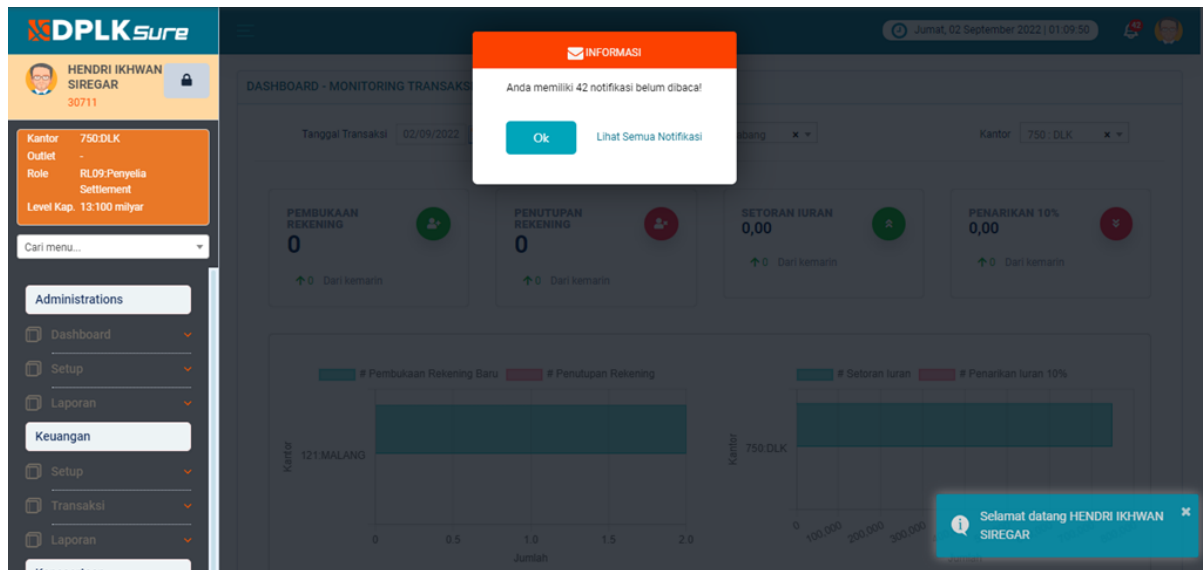 DPLKSure
HENDRI IKHWAN
SIREGAR
30711
Kantor 750:DLK
Outlet -
Role RL09:Penyelia
Settlement
Level Kap. 13:100 milyar
Cari menu...
Administrations
Dashboard
Setup
Laporan
Keuangan
Setup
Transaksi
Laporan
Jumat, 02 September 2022 | 01:09:50
42
INFORMASI
Anda memiliki 42 notifikasi belum dibaca!
Ok Lihat Semua Notifikasi
DASHBOARD - MONITORING TRANSAKS
Tanggal Transaksi 02/09/2022
abang
Kantor 750 : DLK
PEMBUKAAN
REKENING
0
0 Dari kemarin
PENUTUPAN
REKENING
0
0 Dari kemarin
SETORAN IURAN
0,00
0 Dari kemarin
PENARIKAN 10%
0,00
0 Dari kemarin
# Pembukaan Rekening Baru # Penutupan Rekening
Kantor
121:MALANG
0 0.5 1.0 1.5 2.0
Jumlah
# Setoran Iuran # Penarikan Iuran 10%
Kantor
750:DLK
0 100,000 200,000 300,000
Selamat datang HENDRI IKHWAN
SIREGAR